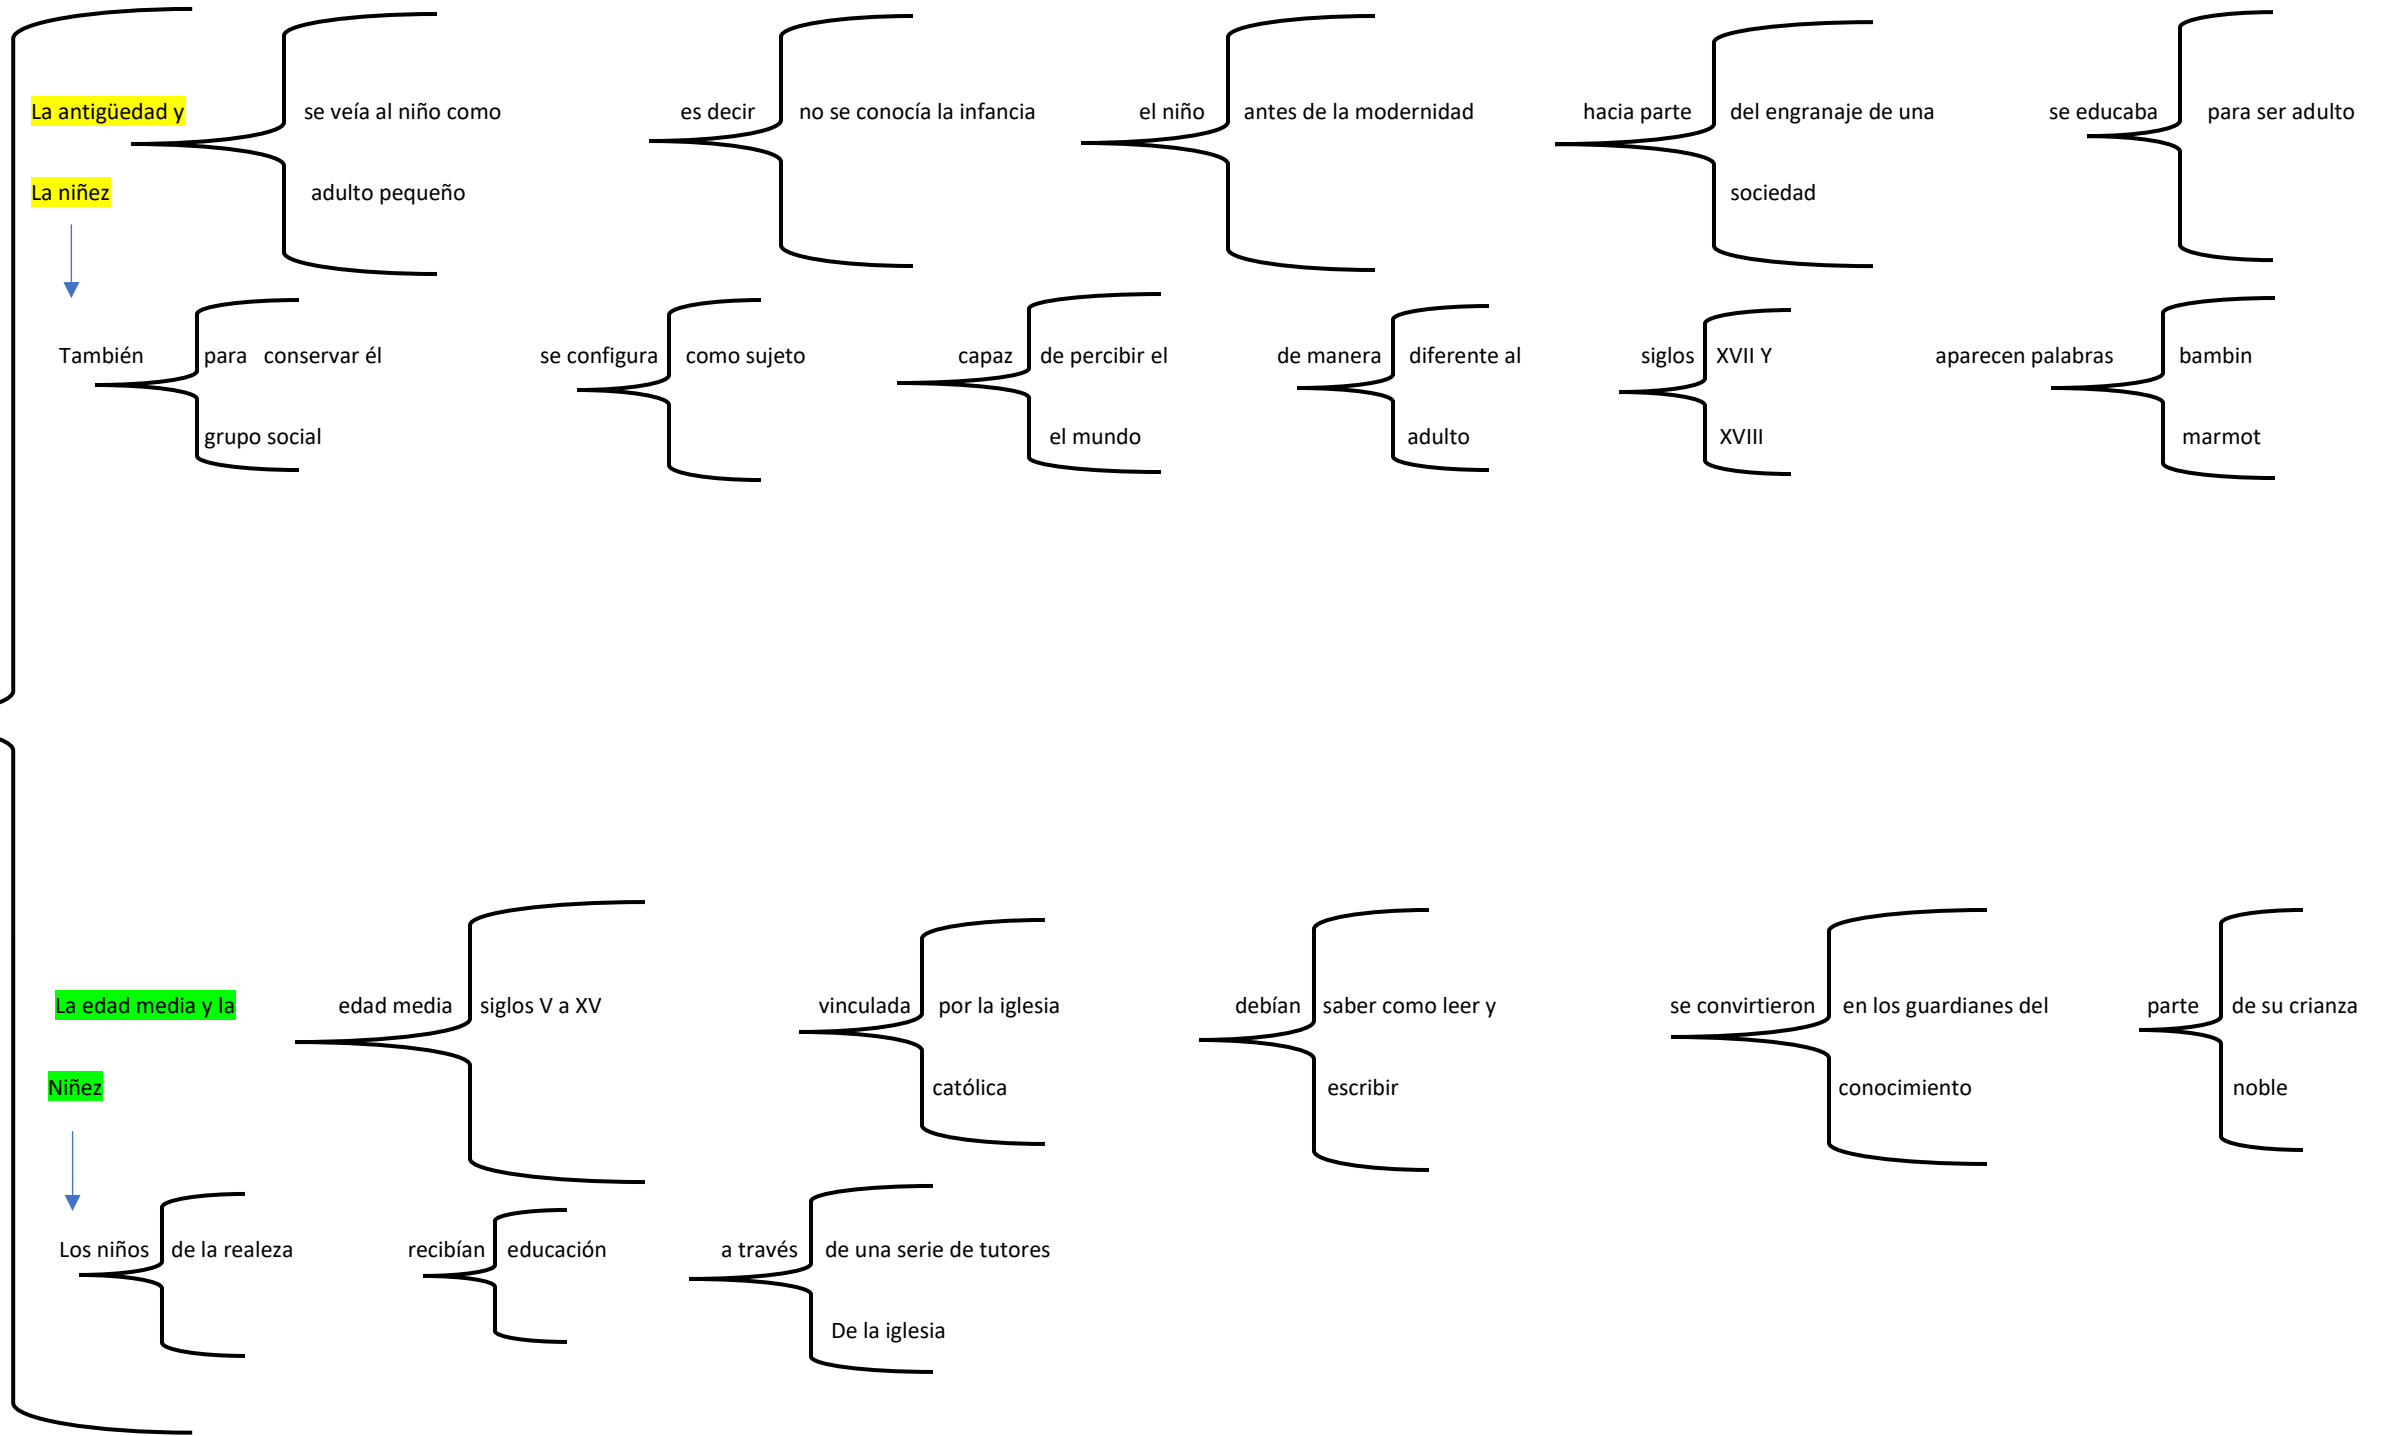 La antigüedad y se veía al niño como es decir no se conocía la infancia el niño antes de la modernidad hacia parte del engranaje de una se educaba para ser adulto
La niñez adulto pequeño sociedad
También para conservar él se configura como sujeto capaz de percibir el de manera diferente al siglos XVII Y aparecen palabras bambin
grupo social el mundo adulto XVIII marmot
La edad media y la edad media siglos V a XV vinculada por la iglesia debían saber como leer y se convirtieron en los guardianes del parte de su crianza
Niñez católica escribir conocimiento noble
Los niños de la realeza recibían educación a través de una serie de tutores
De la iglesia